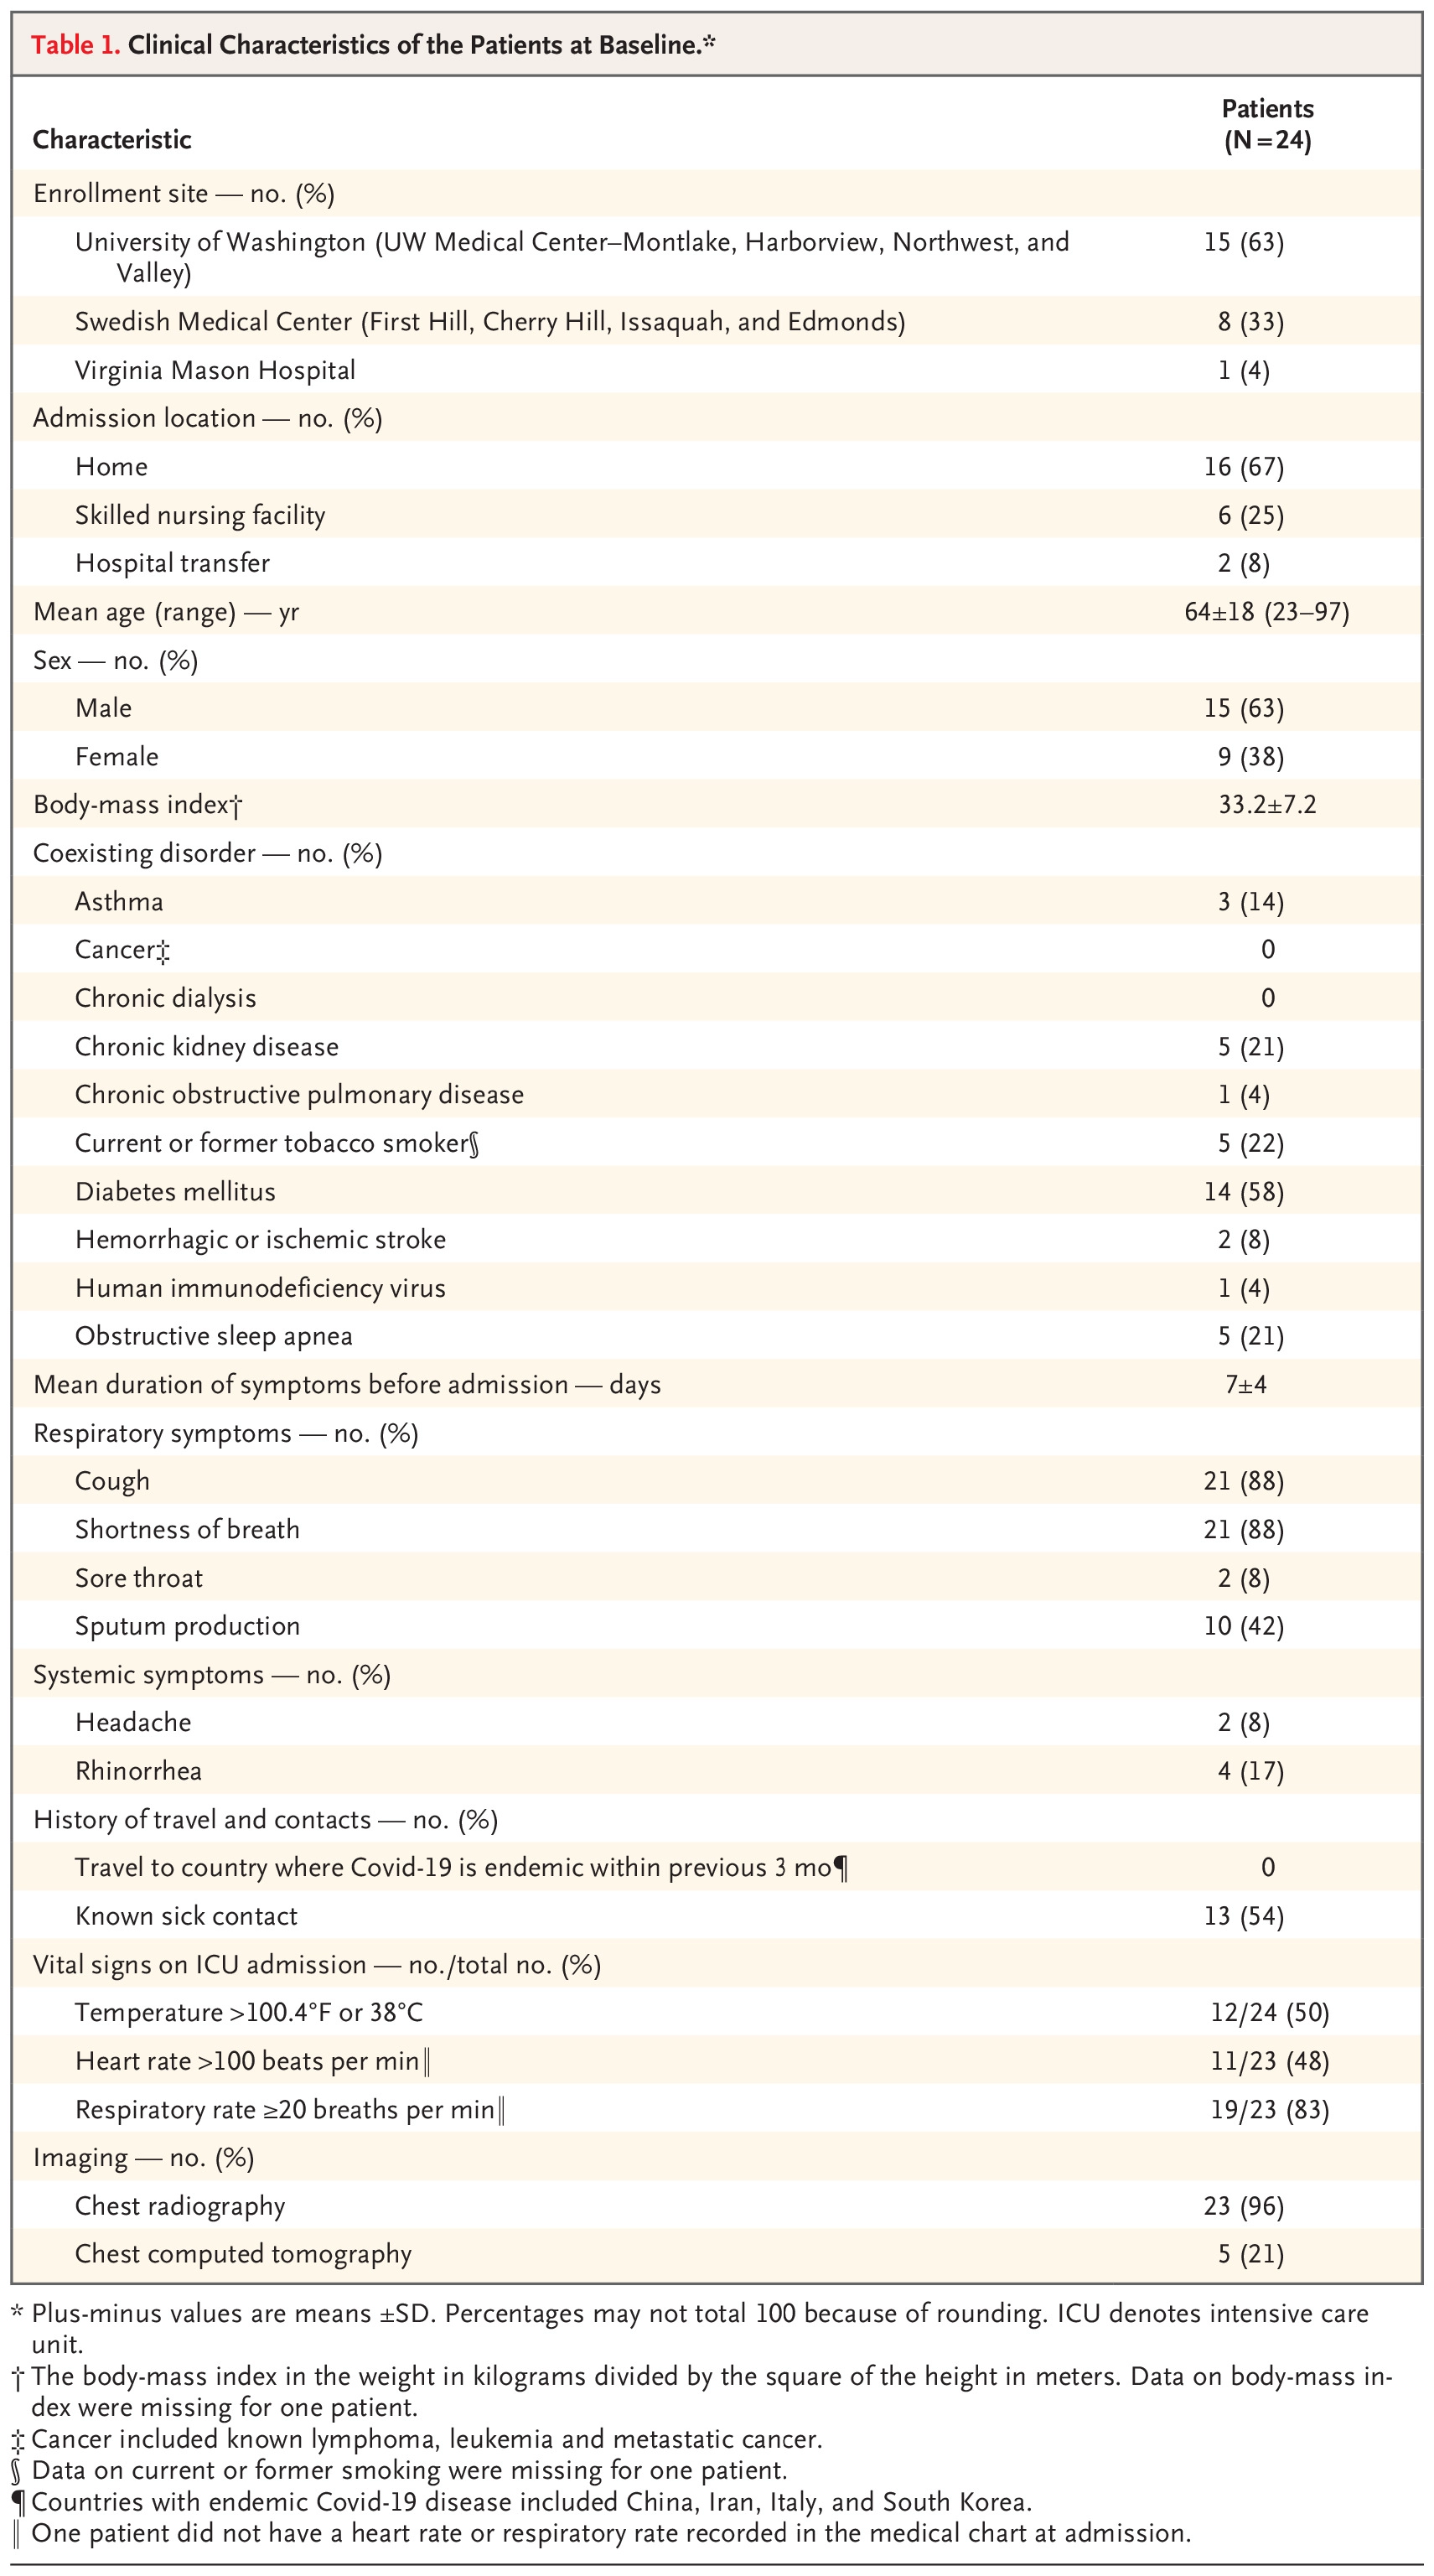 Table 1. Clinical Characteristics of the Patients at Baseline.*
Characteristic
Patients
(N=24)
Enrollment site — no. (%)
University of Washington (UW Medical Center–Montlake, Harborview, Northwest, and
Valley)
15 (63)
Swedish Medical Center (First Hill, Cherry Hill, Issaquah, and Edmonds) 8 (33)
Virginia Mason Hospital 1 (4)
Admission location — no. (%)
Home 16 (67)
Skilled nursing facility 6 (25)
Hospital transfer 2 (8)
Mean age (range) — yr 64±18 (23–97)
Sex — no. (%)
Male 15 (63)
Female 9 (38)
Body-mass index† 33.2±7.2
Coexisting disorder — no. (%)
Asthma 3 (14)
Cancer‡ 0
Chronic dialysis 0
Chronic kidney disease 5 (21)
Chronic obstructive pulmonary disease 1 (4)
Current or former tobacco smoker§ 5 (22)
Diabetes mellitus 14 (58)
Hemorrhagic or ischemic stroke 2 (8)
Human immunodeficiency virus 1 (4)
Obstructive sleep apnea 5 (21)
Mean duration of symptoms before admission — days 7±4
Respiratory symptoms — no. (%)
Cough 21 (88)
Shortness of breath 21 (88)
Sore throat 2 (8)
Sputum production 10 (42)
Systemic symptoms — no. (%)
Headache 2 (8)
Rhinorrhea 4 (17)
History of travel and contacts — no. (%)
Travel to country where Covid-19 is endemic within previous 3 mo¶ 0
Known sick contact 13 (54)
Vital signs on ICU admission — no./total no. (%)
Temperature >100.4°F or 38°C 12/24 (50)
Heart rate >100 beats per min‖ 11/23 (48)
Respiratory rate ≥20 breaths per min‖ 19/23 (83)
Imaging — no. (%)
Chest radiography 23 (96)
Chest computed tomography 5 (21)
* Plus-minus values are means ±SD. Percentages may not total 100 because of rounding. ICU denotes intensive care
unit.
† The body-mass index in the weight in kilograms divided by the square of the height in meters. Data on body-mass in-
dex were missing for one patient.
‡ Cancer included known lymphoma, leukemia and metastatic cancer.
§ Data on current or former smoking were missing for one patient.
¶ Countries with endemic Covid-19 disease included China, Iran, Italy, and South Korea.
‖ One patient did not have a heart rate or respiratory rate recorded in the medical chart at admission.